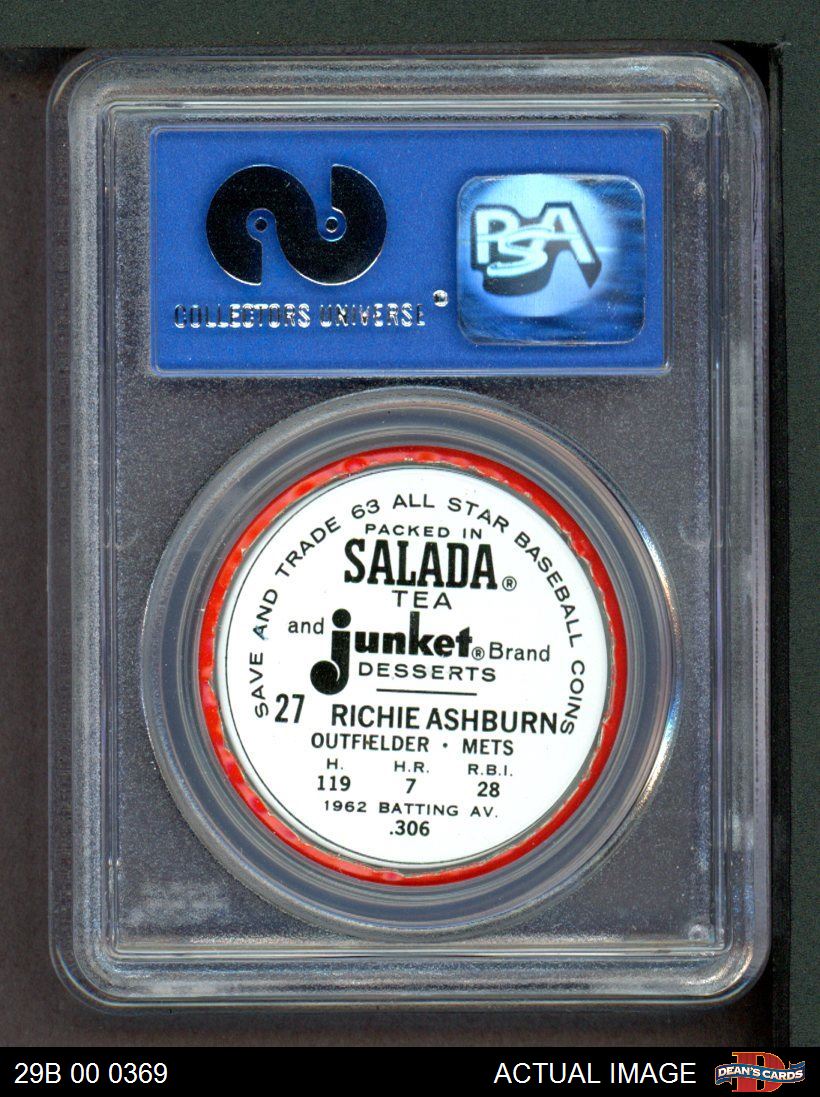 COLLECTORS UNIVERSE
PSA
SAVE AND TRADE 63 ALL STAR BASEBALL COINS
PACKED IN
SALADA®
TEA
and junket® Brand
DESSERTS
27 RICHIE ASHBURN
OUTFIELDER · METS
H. H.R. R.B.I.
119 7 28
1962 BATTING AV.
.306
29B 00 0369 ACTUAL IMAGE DEAN'S CARDS